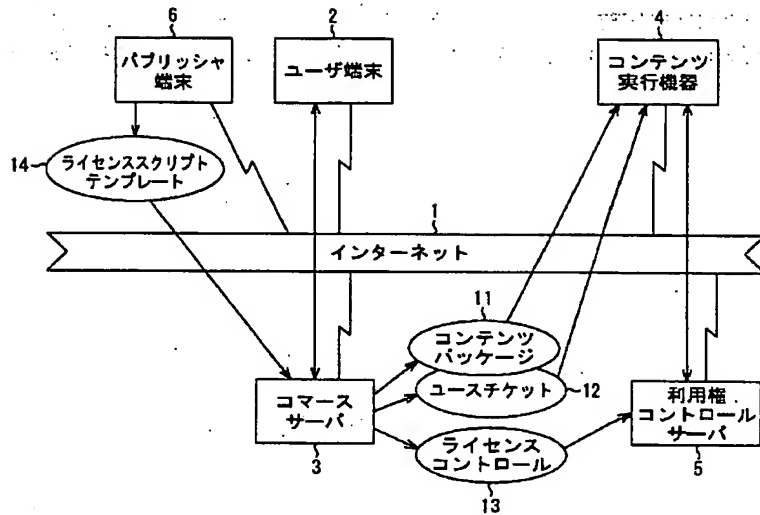 6
2
4
パブリッシャ
端末
ユーザ端末
コンテンツ
実行機器
14
ライセンススクリプト
テンプレート
1
インターネット
11
コンテンツ
パッケージ
ユースチケット
12
コマース
サーバ
3
ライセンス
コントロール
13
利用権
コントロール
サーバ
5